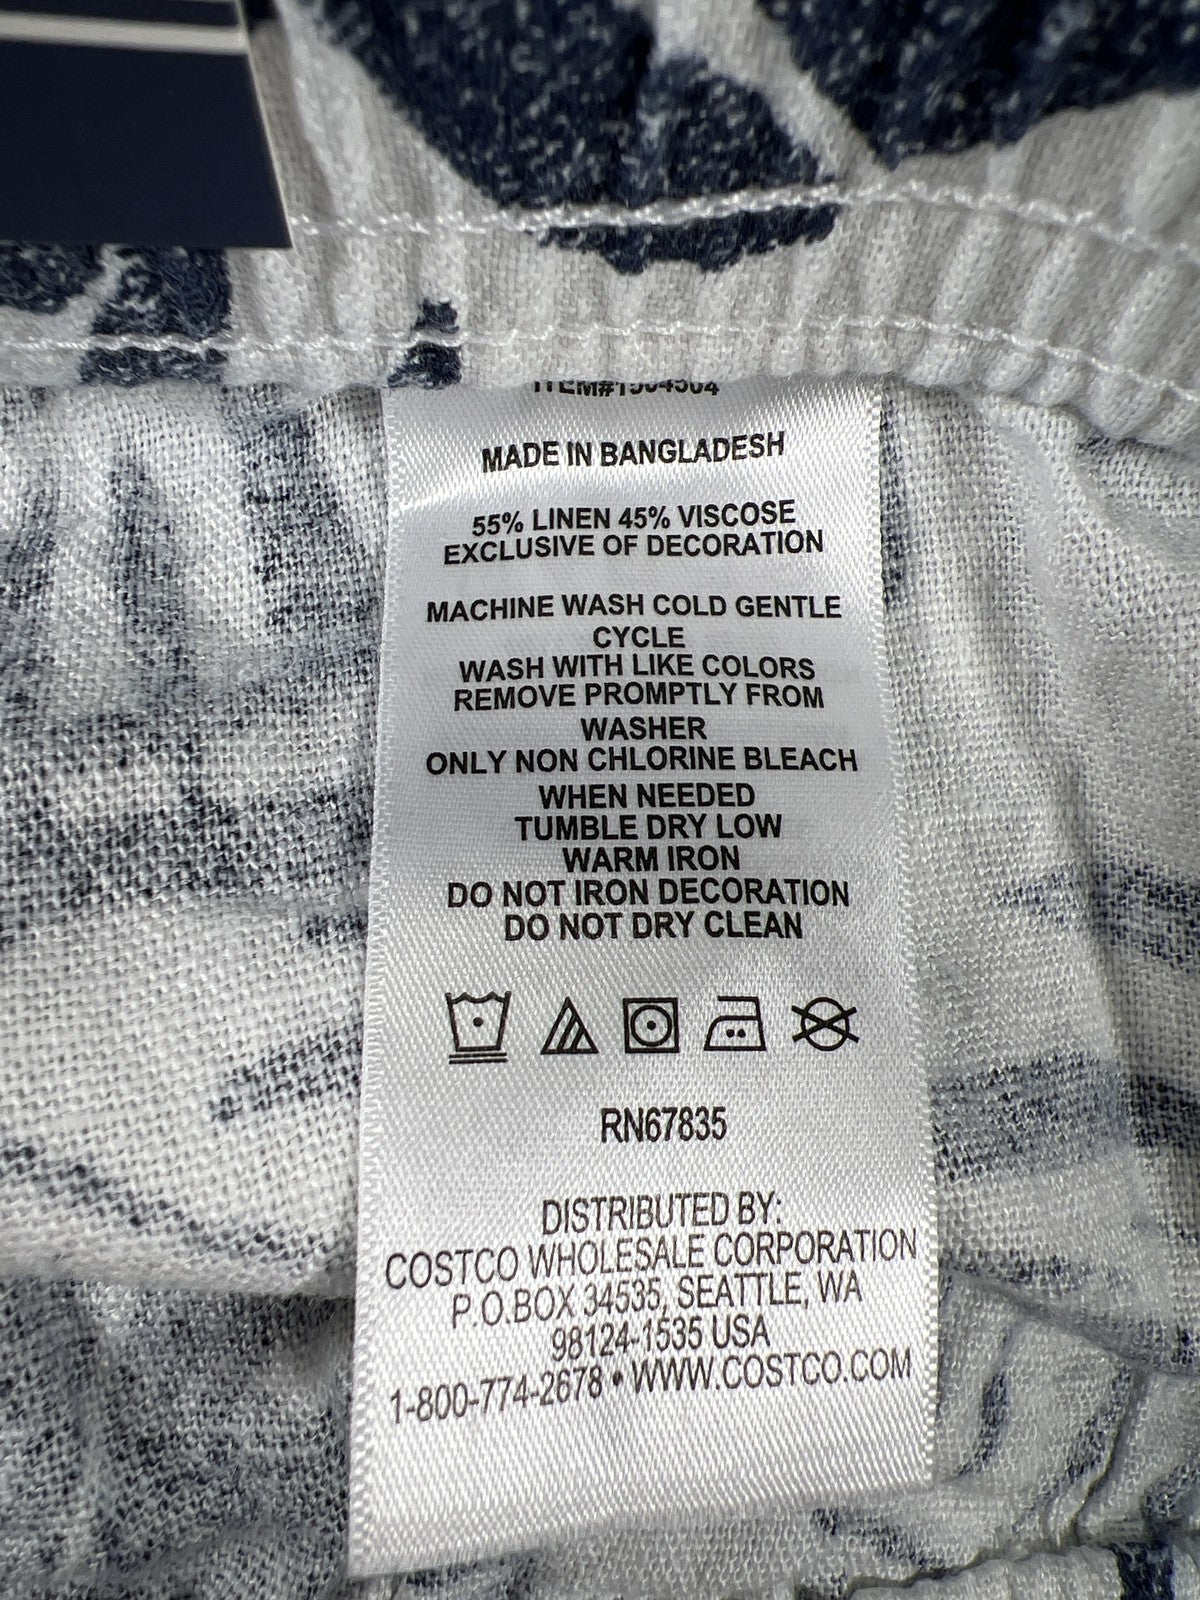 MADE IN BANGLADESH
55% LINEN 45% VISCOSE
EXCLUSIVE OF DECORATION
MACHINE WASH COLD GENTLE
CYCLE
WASH WITH LIKE COLORS
REMOVE PROMPTLY FROM
WASHER
ONLY NON CHLORINE BLEACH
WHEN NEEDED
TUMBLE DRY LOW
WARM IRON
DO NOT IRON DECORATION
DO NOT DRY CLEAN
RN67835
DISTRIBUTED BY:
COSTCO WHOLESALE CORPORATION
P.O.BOX 34535, SEATTLE, WA
98124-1535 USA
1-800-774-2678 • WWW.COSTCO.COM